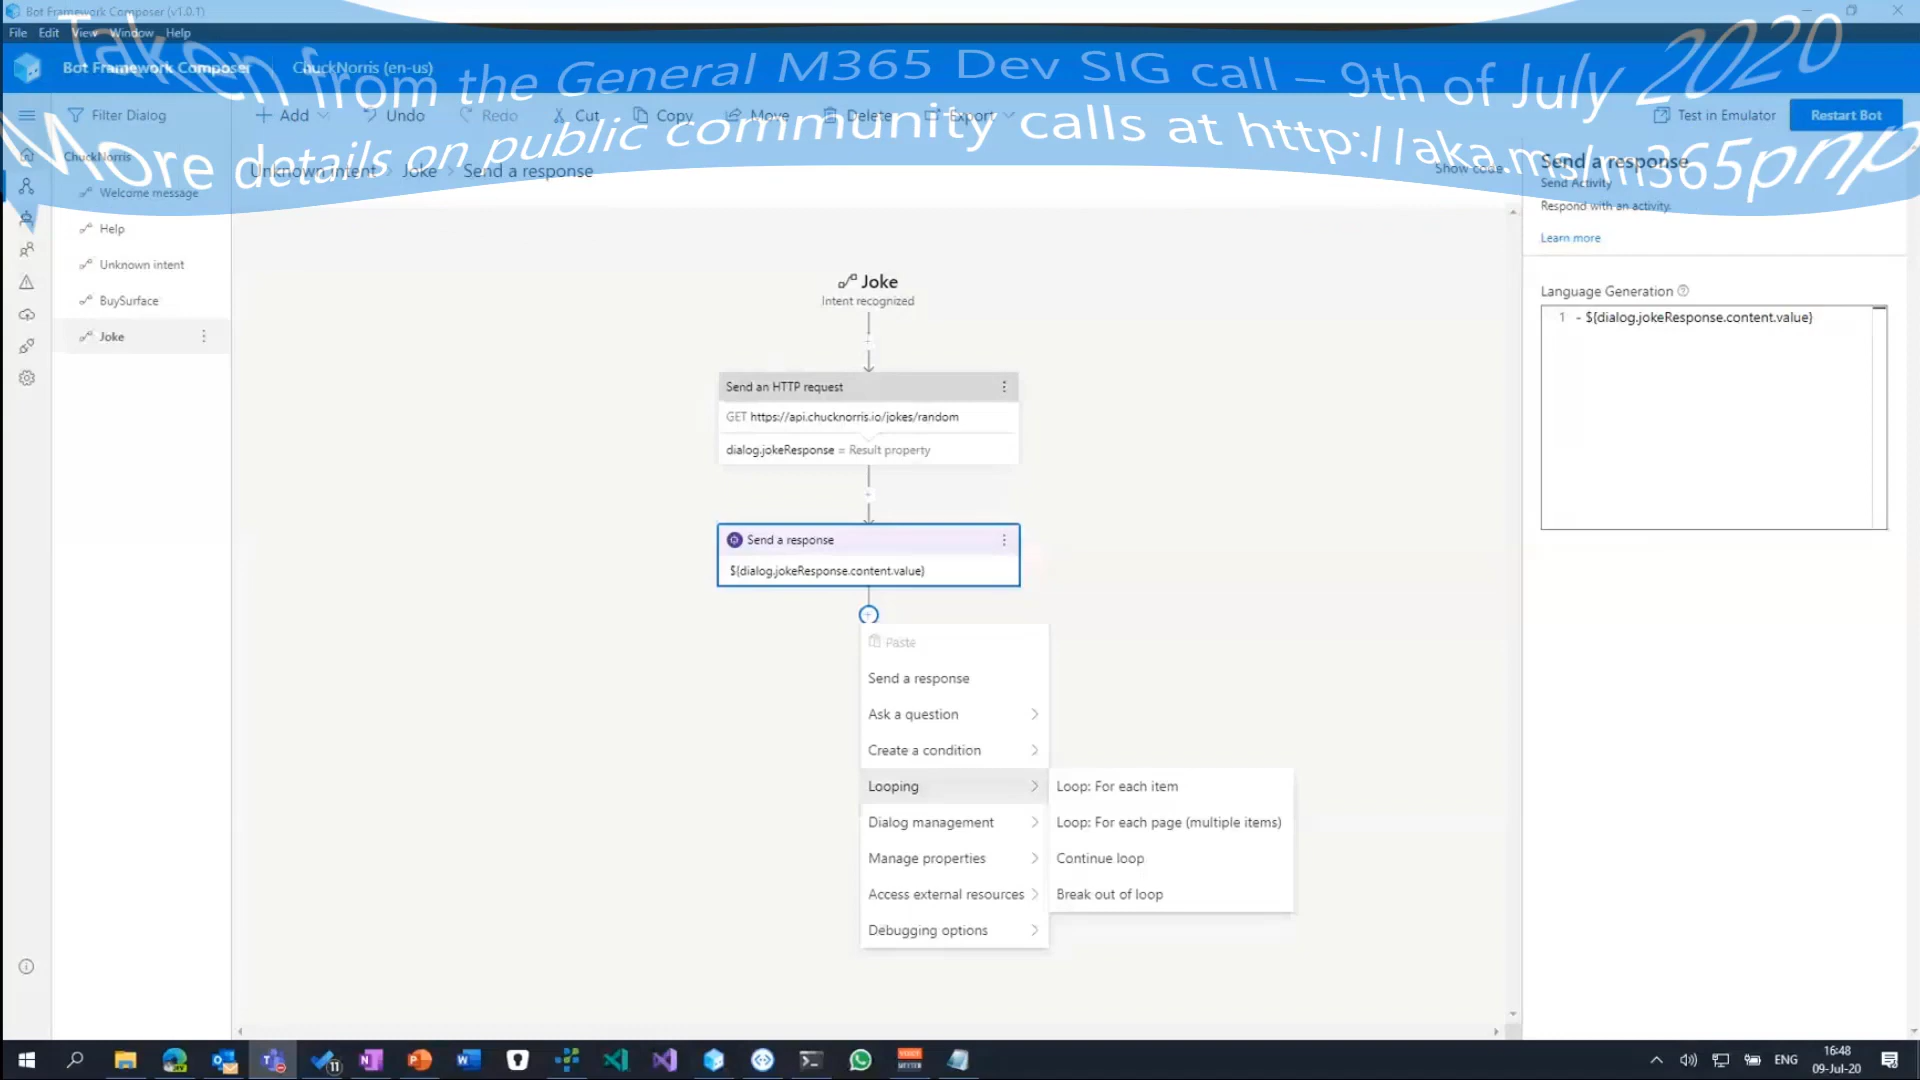 Bot Framework Composer (v1.0.1)
File Edit View Window Help
Taken from the General M365 Dev SIG call – 9th of July 2020
More details on public community calls at http://aka.ms/m365pnp
Bot Framework Composer ChuckNorris (en-us)
Filter Dialog Add Undo Redo Cut Copy Move Delete Export Test in Emulator Restart Bot
ChuckNorris
Welcome message
Help
Unknown intent
BuySurface
Joke
Unknown intent Joke Send a response
Show code
Joke
Intent recognized
Send an HTTP request
GET https://api.chucknorris.io/jokes/random
dialog.jokeResponse = Result property
Send a response
${dialog.jokeResponse.content.value}
Paste
Send a response
Ask a question
Create a condition
Looping
Dialog management
Manage properties
Access external resources
Debugging options
Loop: For each item
Loop: For each page (multiple items)
Continue loop
Break out of loop
Send a response
Send Activity
Respond with an activity.
Learn more
Language Generation
1 - ${dialog.jokeResponse.content.value}
11
ENG
16:48
09-Jul-20